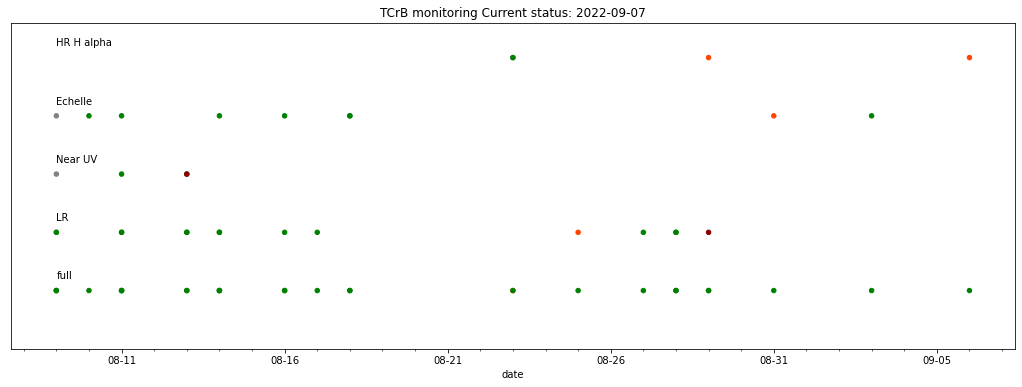 TCrB monitoring Current status: 2022-09-07
HR H alpha
Echelle
Near UV
LR
full
08-11 08-16 08-21 08-26 08-31 09-05
date